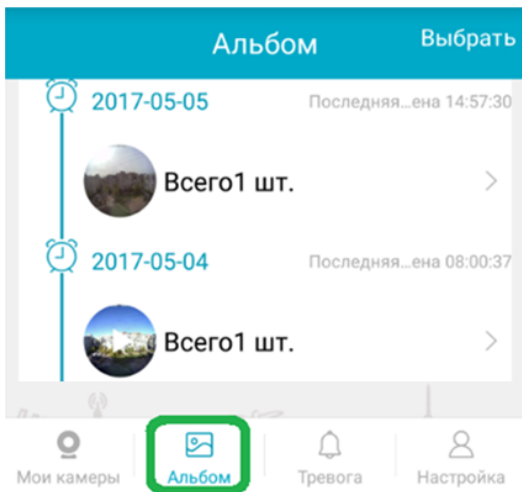 Альбом
Выбрать
2017-05-05
Последняя...ена 14:57:30
Всего1 шт.
2017-05-04
Последняя...ена 08:00:37
Всего1 шт.
Мои камеры
Альбом
Тревога
Настройка